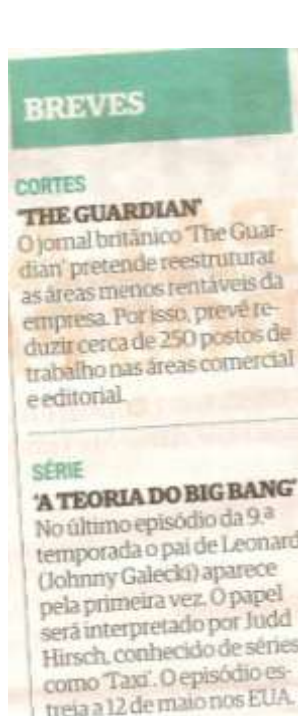 BREVES
CORTES
'THE GUARDIAN'
O jornal britânico 'The Guar-
dian' pretende reestruturar
as áreas menos rentáveis da
empresa. Por isso, prevê re-
duzir cerca de 250 postos de
trabalho nas áreas comercial
e editorial.
SÉRIE
'A TEORIA DO BIG BANG'
No último episódio da 9.ª
temporada o pai de Leonard
(Johnny Galecki) aparece
pela primeira vez. O papel
será interpretado por Judd
Hirsch, conhecido de séries
como 'Taxi'. O episódio es-
treia a 12 de maio nos EUA.